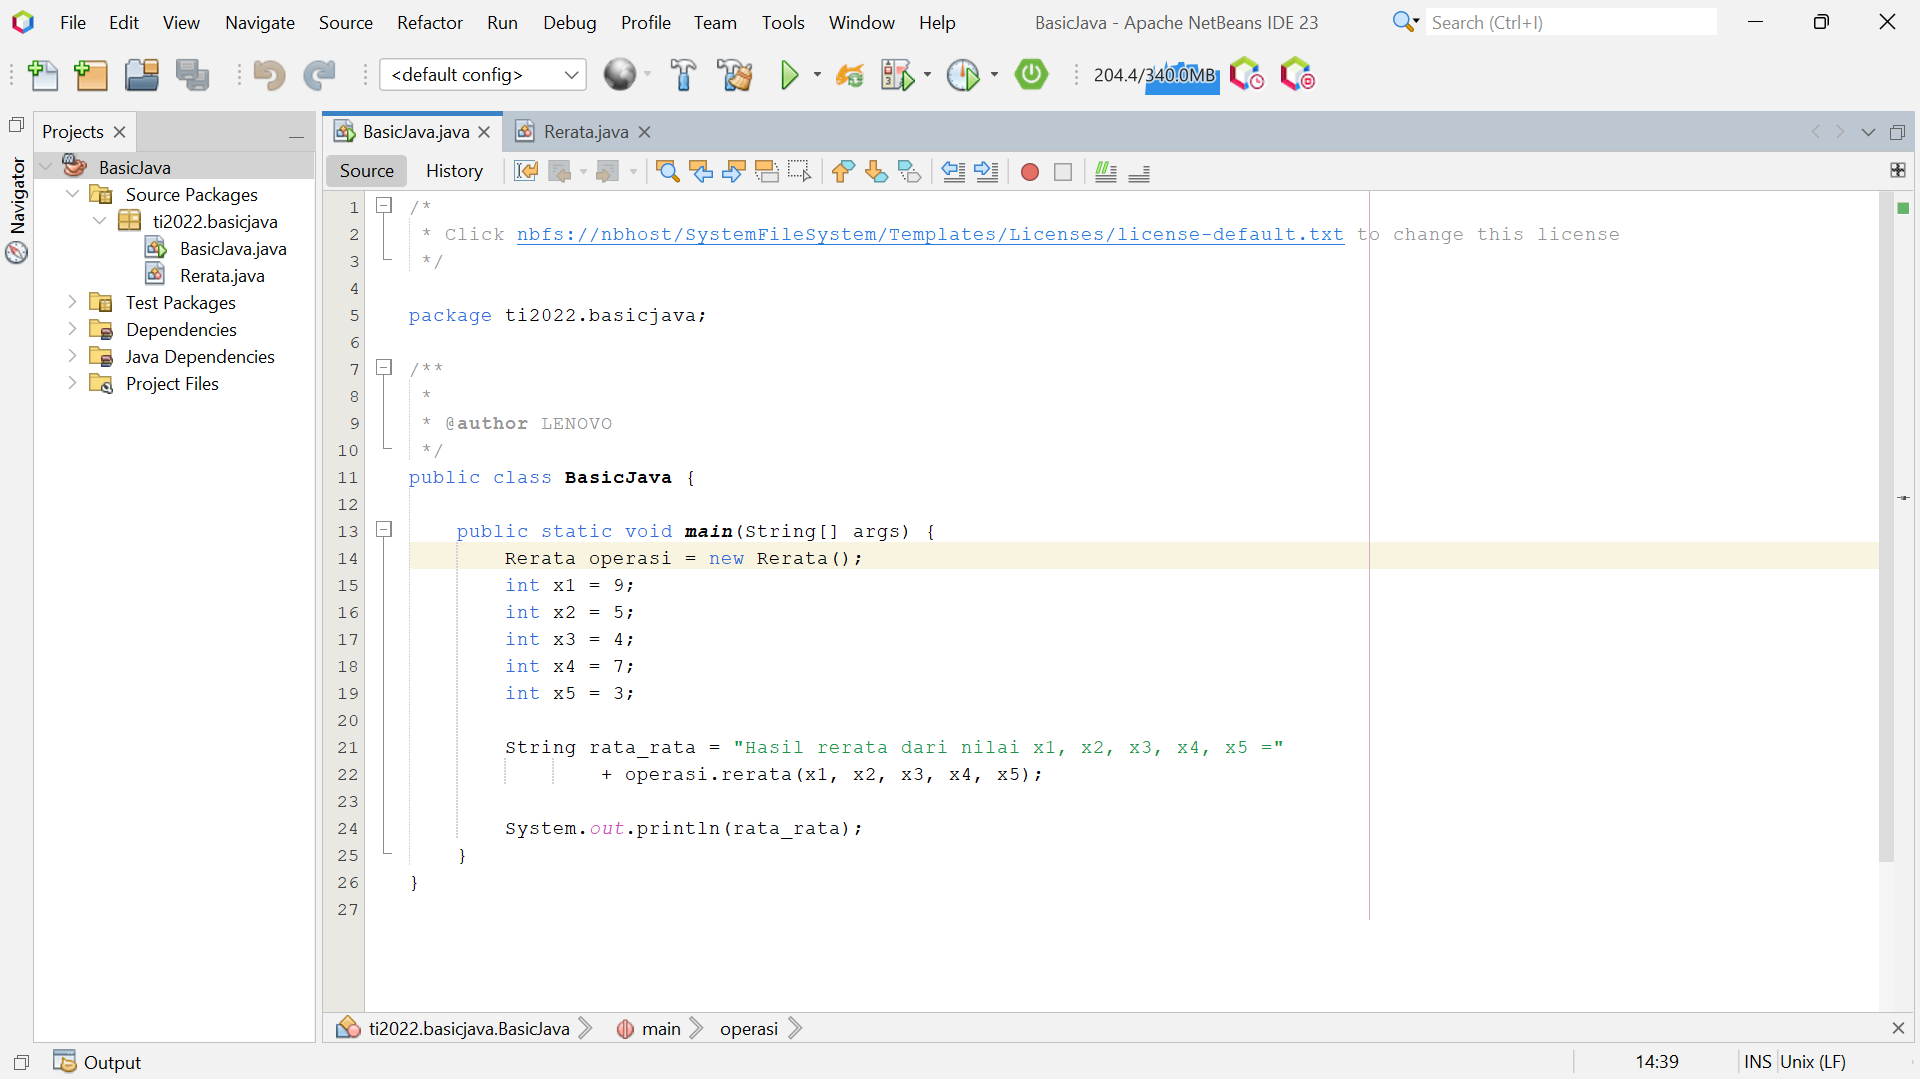 File Edit View Navigate Source Refactor Run Debug Profile Team Tools Window Help BasicJava - Apache NetBeans IDE 23 Search (Ctrl+I)
<default config> 204.4/340.0MB
Projects
BasicJava
Source Packages
ti2022.basicjava
BasicJava.java
Rerata.java
Test Packages
Dependencies
Java Dependencies
Project Files
Navigator
BasicJava.java Rerata.java
Source History
1 /*
2 * Click nbfs://nbhost/SystemFileSystem/Templates/Licenses/license-default.txt to change this license
3 */
4
5 package ti2022.basicjava;
6
7 /**
8 *
9 * @author LENOVO
10 */
11 public class BasicJava {
12
13 public static void main(String[] args) {
14 Rerata operasi = new Rerata();
15 int x1 = 9;
16 int x2 = 5;
17 int x3 = 4;
18 int x4 = 7;
19 int x5 = 3;
20
21 String rata_rata = "Hasil rerata dari nilai x1, x2, x3, x4, x5 ="
22 + operasi.rerata(x1, x2, x3, x4, x5);
23
24 System.out.println(rata_rata);
25 }
26 }
27
ti2022.basicjava.BasicJava main operasi
Output 14:39 INS Unix (LF)